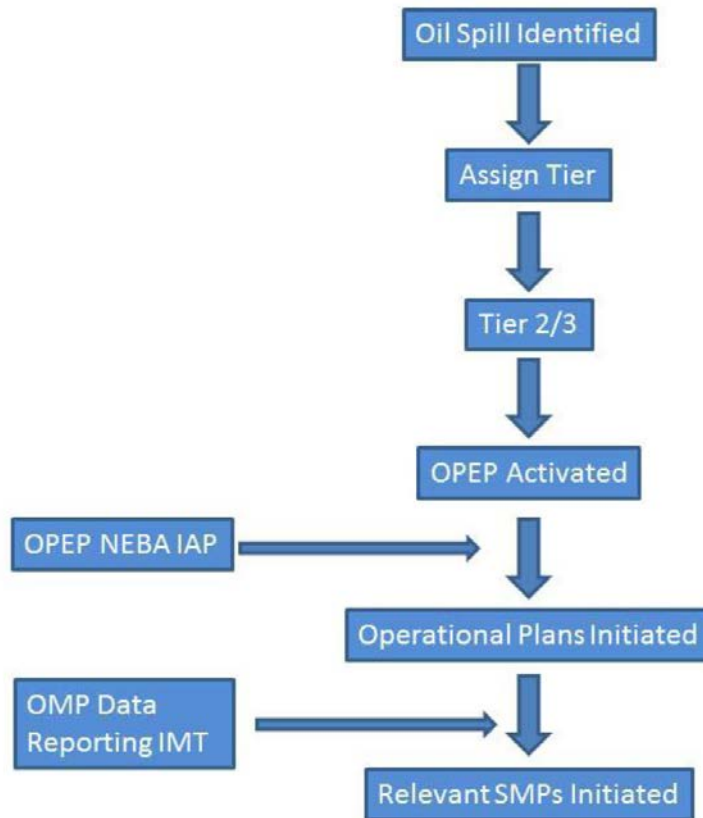 Oil Spill Identified
Assign Tier
Tier 2/3
OPEP Activated
OPEP NEBA IAP
Operational Plans Initiated
OMP Data
Reporting IMT
Relevant SMPs Initiated